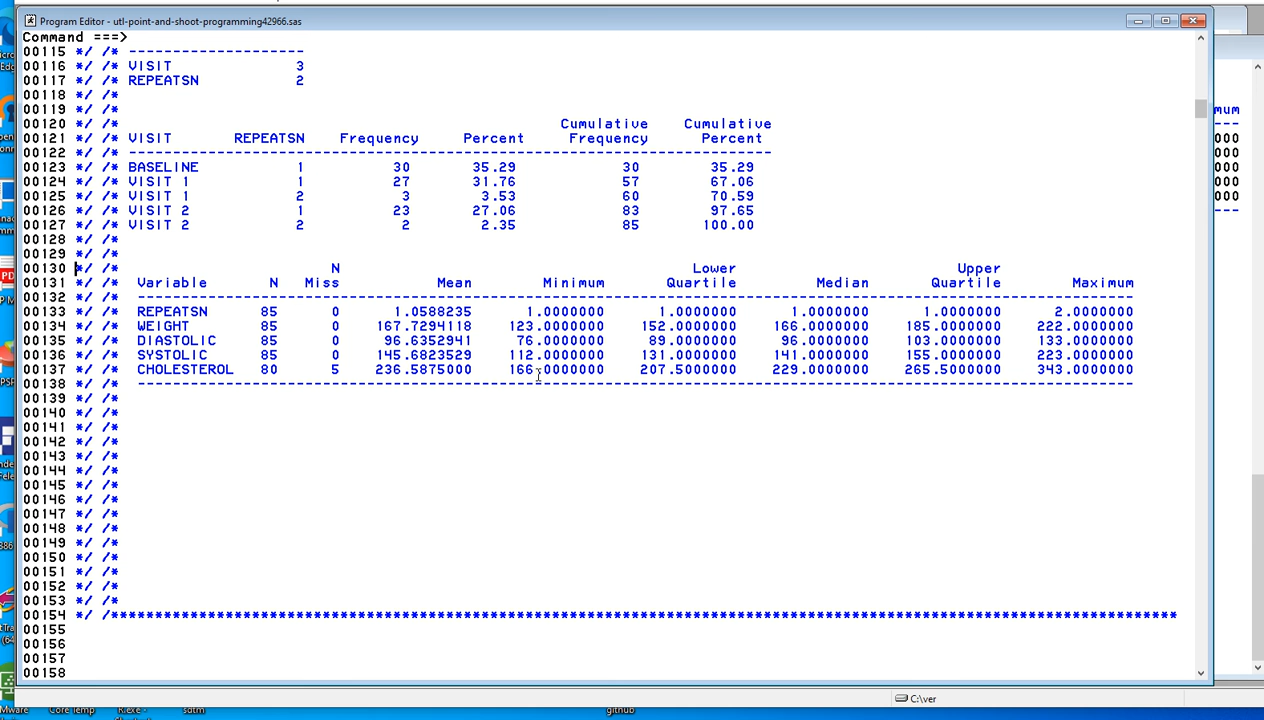 Program Editor - utl-point-and-shoot-programming42966.sas
Command ===>
00115 */ /* --------------------
00116 */ /* VISIT 3
00117 */ /* REPEATSN 2
00118 */ /*
00119 */ /*
00120 */ /* Cumulative Cumulative
00121 */ /* VISIT REPEATSN Frequency Percent Frequency Percent
00122 */ /* --------------------------------------------------------------------------
00123 */ /* BASELINE 1 30 35.29 30 35.29
00124 */ /* VISIT 1 1 27 31.76 57 67.06
00125 */ /* VISIT 1 2 3 3.53 60 70.59
00126 */ /* VISIT 2 1 23 27.06 83 97.65
00127 */ /* VISIT 2 2 2 2.35 85 100.00
00128 */ /*
00129 */ /*
00130 */ /* N Lower Upper
00131 */ /* Variable N Miss Mean Minimum Quartile Median Quartile Maximum
00132 */ /* -----------------------------------------------------------------------------------------------------------------
00133 */ /* REPEATSN 85 0 1.0588235 1.0000000 1.0000000 1.0000000 1.0000000 2.0000000
00134 */ /* WEIGHT 85 0 167.7294118 123.0000000 152.0000000 166.0000000 185.0000000 222.0000000
00135 */ /* DIASTOLIC 85 0 96.6352941 76.0000000 89.0000000 96.0000000 103.0000000 133.0000000
00136 */ /* SYSTOLIC 85 0 145.6823529 112.0000000 131.0000000 141.0000000 155.0000000 223.0000000
00137 */ /* CHOLESTEROL 80 5 236.5875000 166.0000000 207.5000000 229.0000000 265.5000000 343.0000000
00138 */ /* -----------------------------------------------------------------------------------------------------------------
00139 */ /*
00140 */ /*
00141 */ /*
00142 */ /*
00143 */ /*
00144 */ /*
00145 */ /*
00146 */ /*
00147 */ /*
00148 */ /*
00149 */ /*
00150 */ /*
00151 */ /*
00152 */ /*
00153 */ /*
00154 */ /**************************************************************************************************************************
00155
00156
00157
00158
C:\ver
github
Core Temp
sdtm